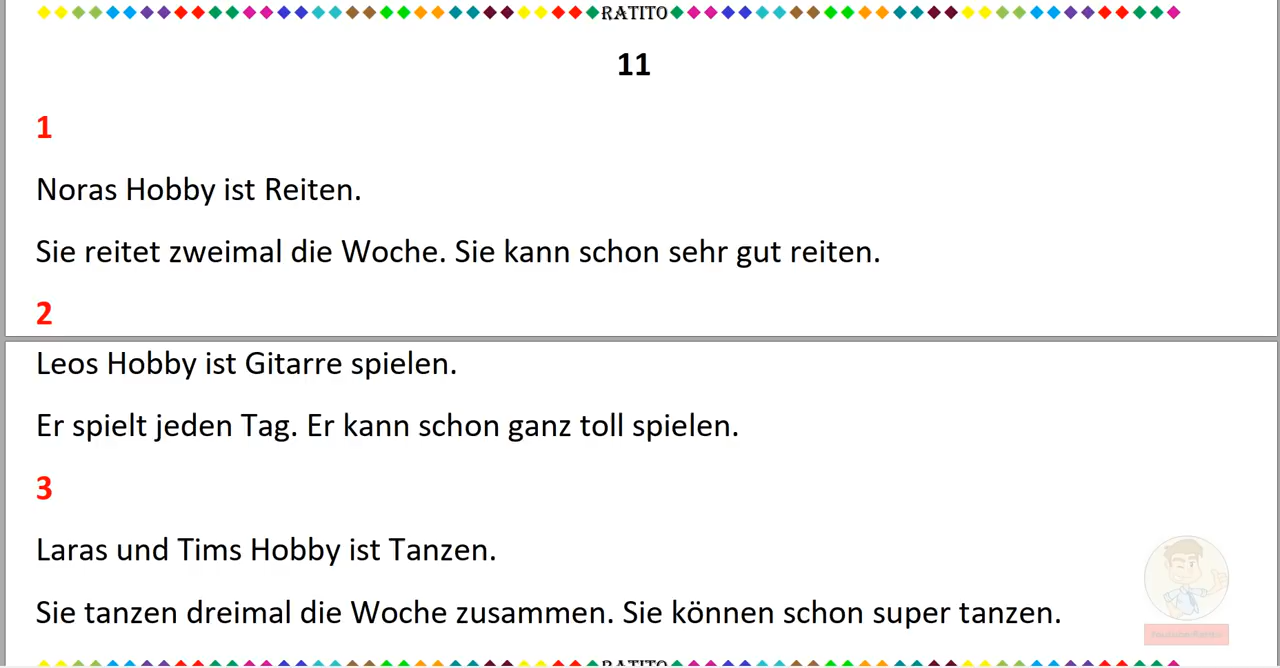 RATITO
11
1
Noras Hobby ist Reiten.
Sie reitet zweimal die Woche. Sie kann schon sehr gut reiten.
2
Leos Hobby ist Gitarre spielen.
Er spielt jeden Tag. Er kann schon ganz toll spielen.
3
Laras und Tims Hobby ist Tanzen.
Sie tanzen dreimal die Woche zusammen. Sie können schon super tanzen.
RATITO